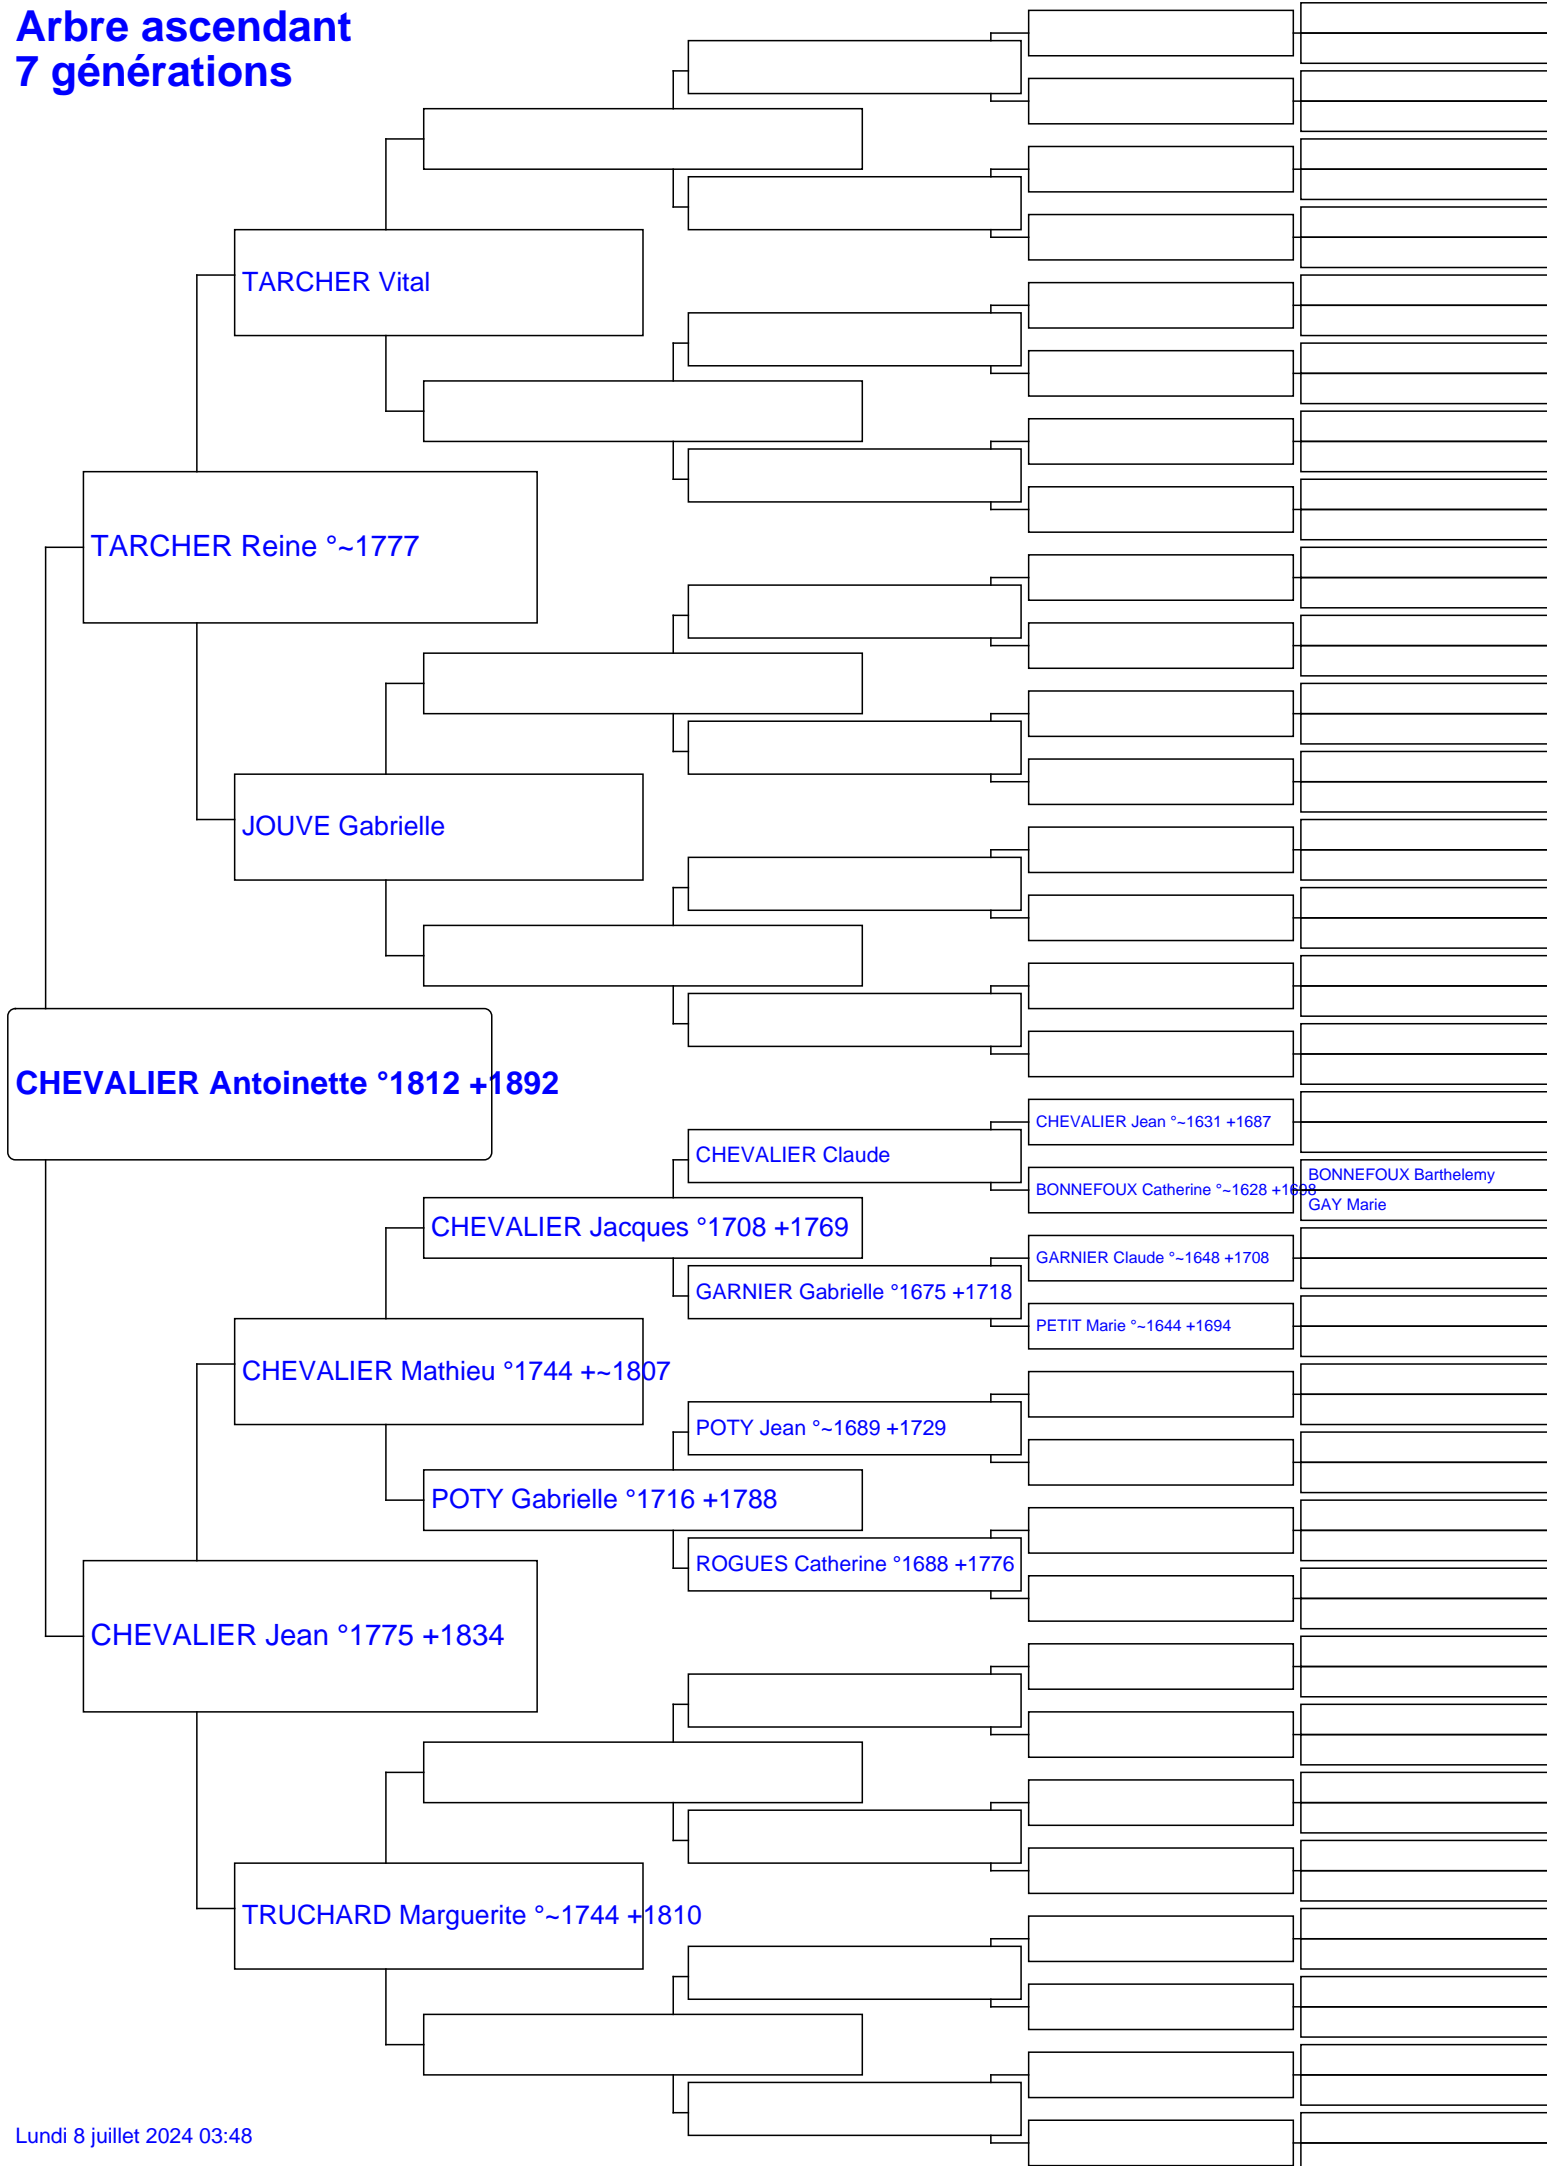 Arbre ascendant
7 générations
TARCHER Vital
TARCHER Reine °~1777
JOUVE Gabrielle
CHEVALIER Antoinette °1812 +1892
CHEVALIER Jean °~1631 +1687
CHEVALIER Claude
BONNEFOUX Barthelemy
BONNEFOUX Catherine °~1628 +1698
GAY Marie
CHEVALIER Jacques °1708 +1769
GARNIER Claude °~1648 +1708
GARNIER Gabrielle °1675 +1718
PETIT Marie °~1644 +1694
CHEVALIER Mathieu °1744 +~1807
POTY Jean °~1689 +1729
POTY Gabrielle °1716 +1788
ROGUES Catherine °1688 +1776
CHEVALIER Jean °1775 +1834
TRUCHARD Marguerite °~1744 +1810
Lundi 8 juillet 2024 03:48